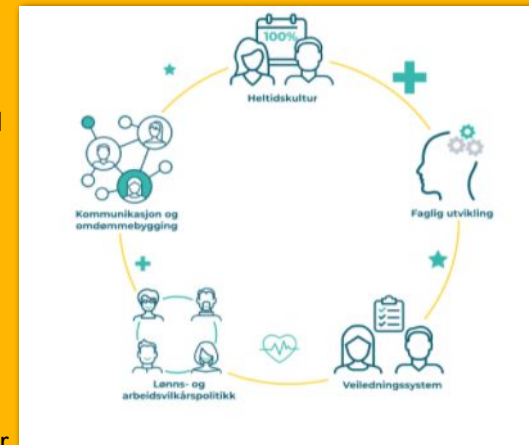 100%
Heltidskultur
Faglig utvikling
Veiledningssystem
Lønns- og
arbeidsvilkårspolitikk
Kommunikasjon og
omdømmebygging
r